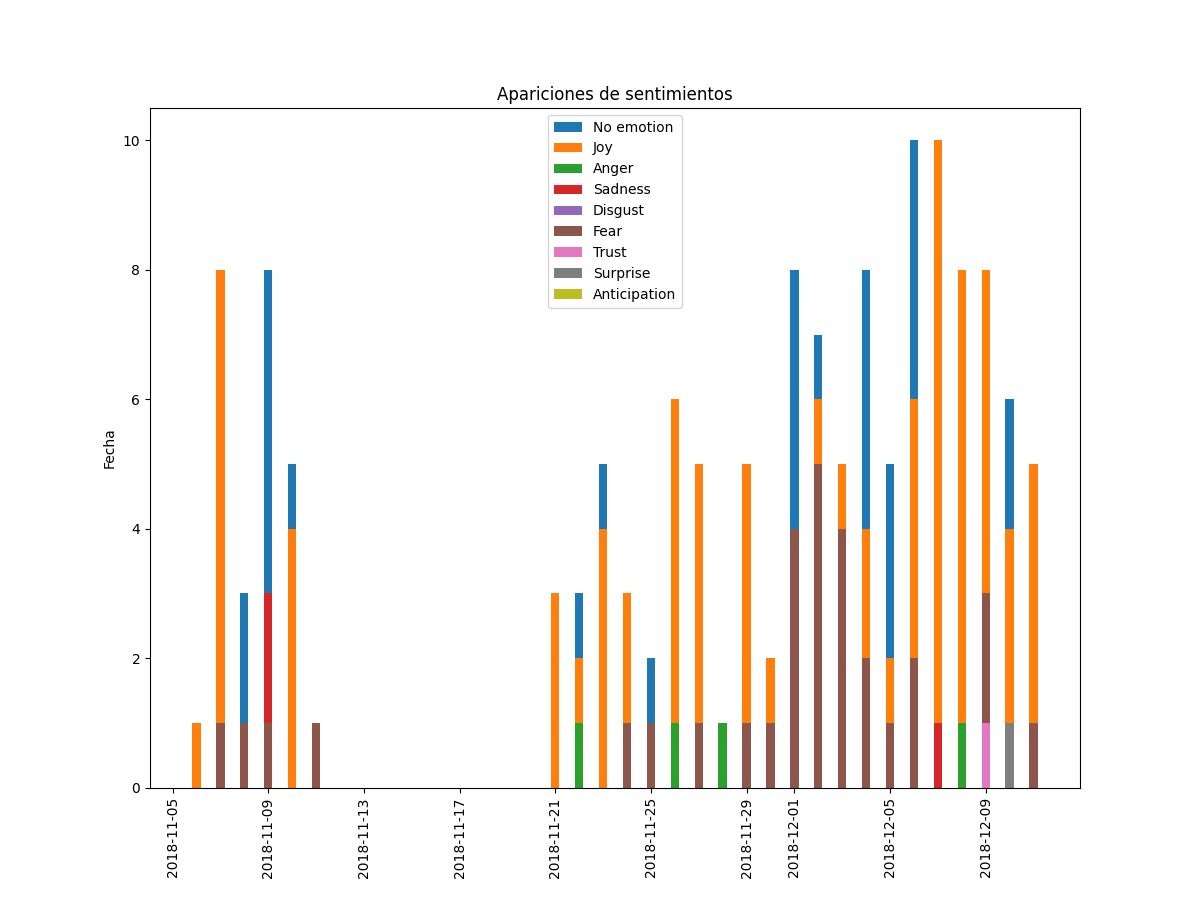 Apariciones de sentimientos
No emotion
Joy
Anger
Sadness
Disgust
Fear
Trust
Surprise
Anticipation
Fecha
10
8
6
4
2
0
2018-11-05
2018-11-09
2018-11-13
2018-11-17
2018-11-21
2018-11-25
2018-11-29
2018-12-01
2018-12-05
2018-12-09